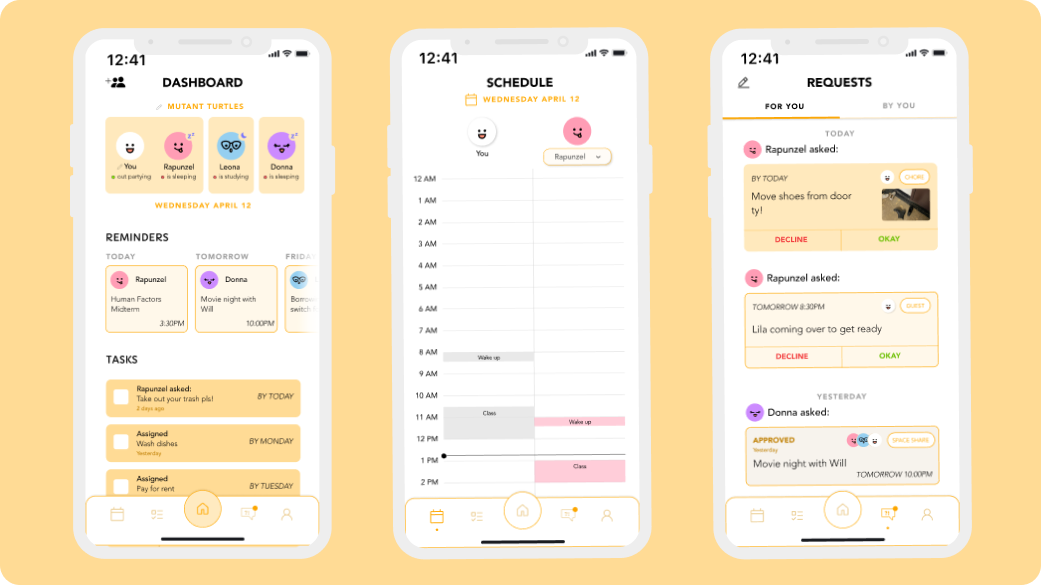 12:41
DASHBOARD
MUTANT TURTLES
You
out partying
Rapunzel
is sleeping
Leona
is studying
Donna
is sleeping
WEDNESDAY APRIL 12
REMINDERS
TODAY
TOMORROW
FRIDA
Rapunzel
Human Factors
Midterm
3:30PM
Donna
Movie night with
Will
10:00PM
switch
TASKS
Rapunzel asked:
Take out your trash pls!
2 days ago
BY TODAY
Assigned
Wash dishes
Yesterday
BY MONDAY
Assigned
Pay for rent
BY TUESDAY
12:41
SCHEDULE
WEDNESDAY APRIL 12
You
Rapunzel
12 AM
1 AM
2 AM
3 AM
4 AM
5 AM
6 AM
7 AM
8 AM
Wake up
9 AM
10 AM
11 AM
Class
Wake up
12 PM
1 PM
Class
2 PM
12:41
REQUESTS
FOR YOU
BY YOU
TODAY
Rapunzel asked:
BY TODAY
CHORE
Move shoes from door
ty!
DECLINE
OKAY
Rapunzel asked:
TOMORROW 8:30PM
GUEST
Lila coming over to get ready
DECLINE
OKAY
YESTERDAY
Donna asked:
APPROVED
Yesterday
SPACE SHARE
Movie night with Will
TOMORROW 10:00PM